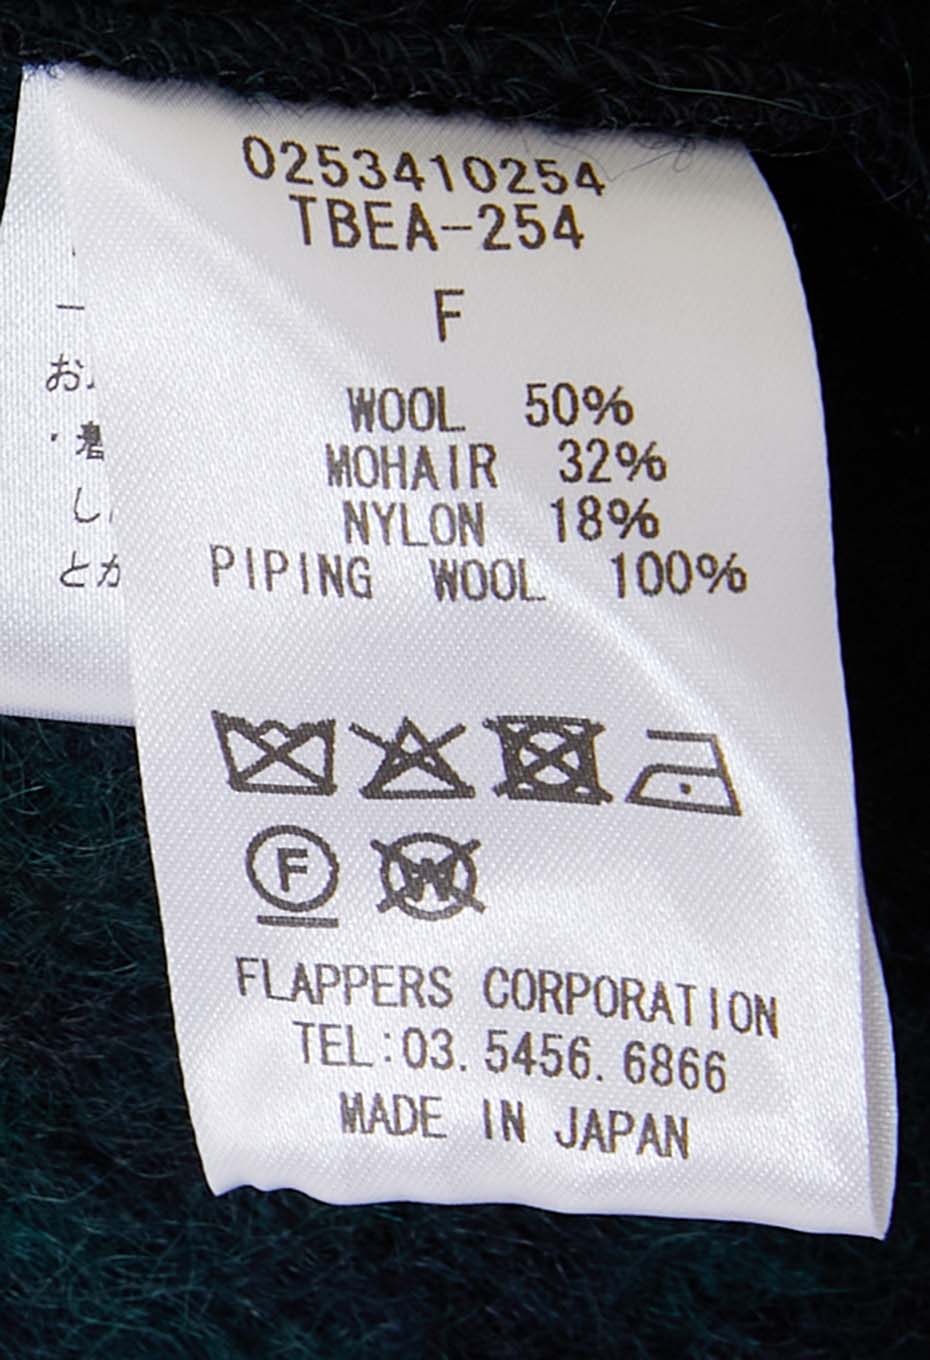 0253410254
TBEA-254
F
WOOL 50%
MOHAIR 32%
NYLON 18%
PIPING WOOL 100%
F
W
FLAPPERS CORPORATION
TEL:03.5456.6866
MADE IN JAPAN